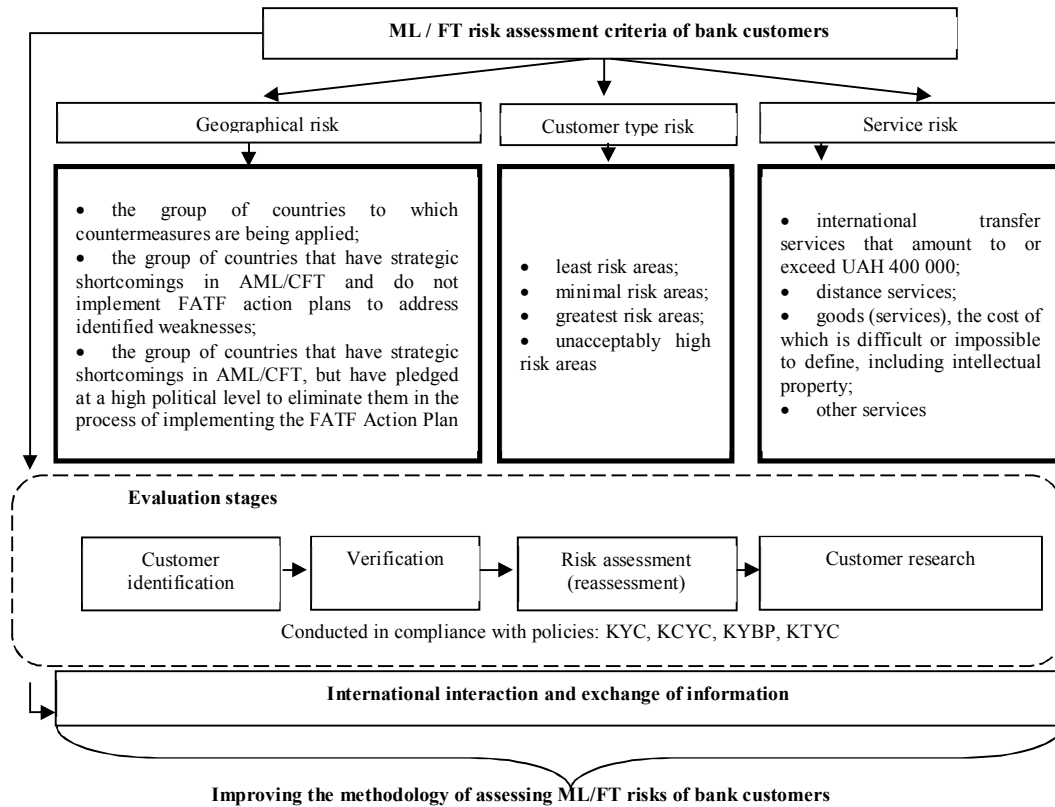 ML / FT risk assessment criteria of bank customers
Geographical risk
Customer type risk
Service risk
• the group of countries to which
countermeasures are being applied;
• the group of countries that have strategic
shortcomings in AML/CFT and do not
implement FATF action plans to address
identified weaknesses;
• the group of countries that have strategic
shortcomings in AML/CFT, but have pledged
at a high political level to eliminate them in the
process of implementing the FATF Action Plan
• least risk areas;
• minimal risk areas;
• greatest risk areas;
• unacceptably high
risk areas
• international transfer
services that amount to or
exceed UAH 400 000;
• distance services;
• goods (services), the cost of
which is difficult or impossible
to define, including intellectual
property;
• other services
Evaluation stages
Customer
identification
Verification
Risk assessment
(reassessment)
Customer research
Conducted in compliance with policies: KYC, KCYC, KYBP, KTYC
International interaction and exchange of information
Improving the methodology of assessing ML/FT risks of bank customers